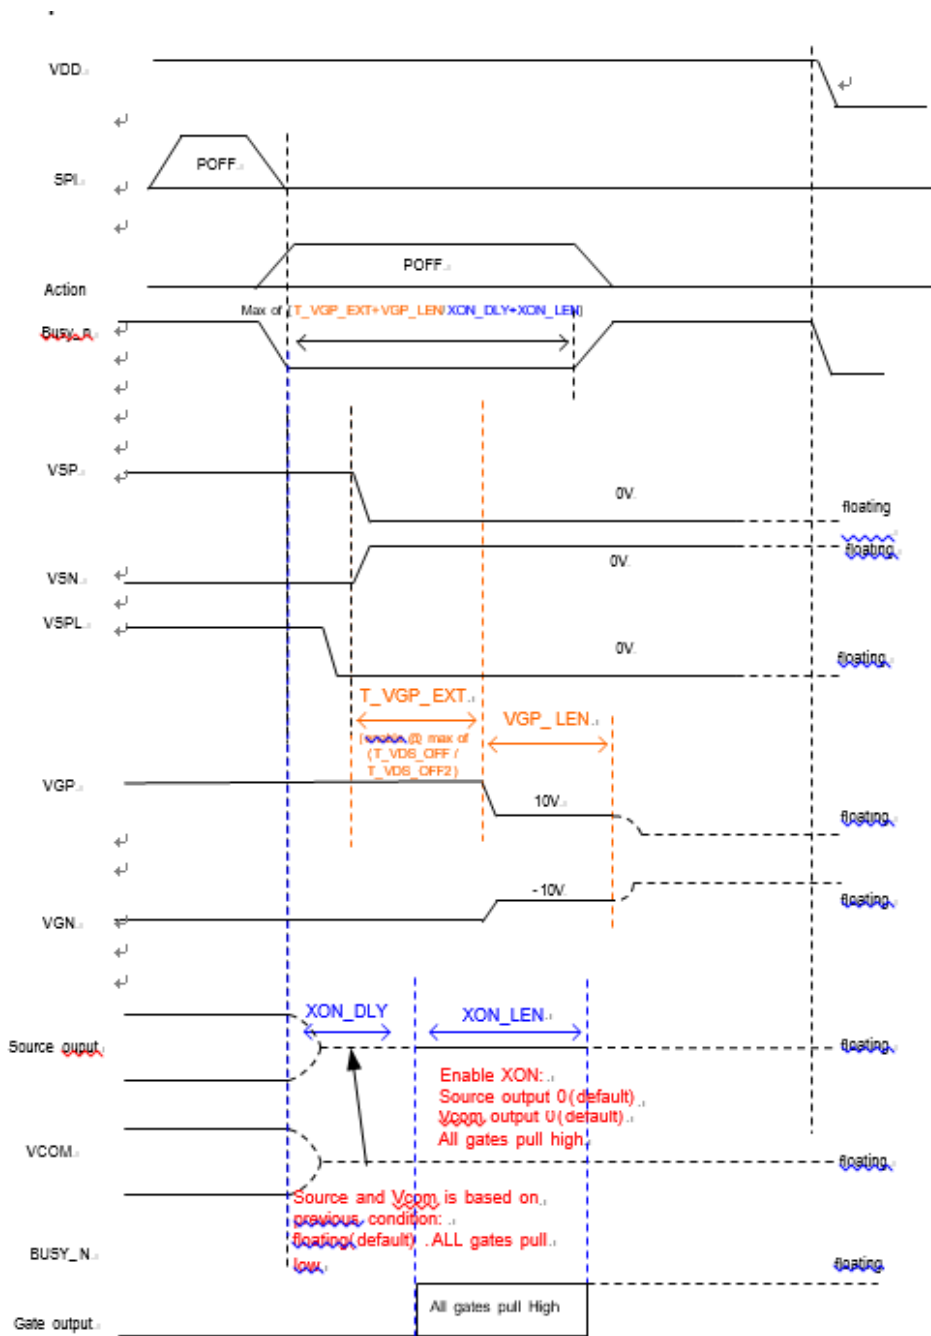 VDD
SPI
POFF
POFF
Action
Max of (T_VGP_EXT+VGP_LEN/XON_DLY+XON_LEN)
Busy_n
VSP
0V
floating
floating
VSN
0V
VSPL
0V
floating
T_VGP_EXT
VGP_LEN
@ max of
(T_VDS_OFF /
T_VDS_OFF2)
VGP
10V
floating
-10V
floating
VGN
XON_DLY
XON_LEN
Source ouput
floating
Enable XON:
Source output 0(default)
Vcom output 0(default)
All gates pull high
VCOM
floating
Source and Vcom is based on
previous condition:
floating(default) .ALL gates pull
low
BUSY_N
floating
All gates pull High
Gate output